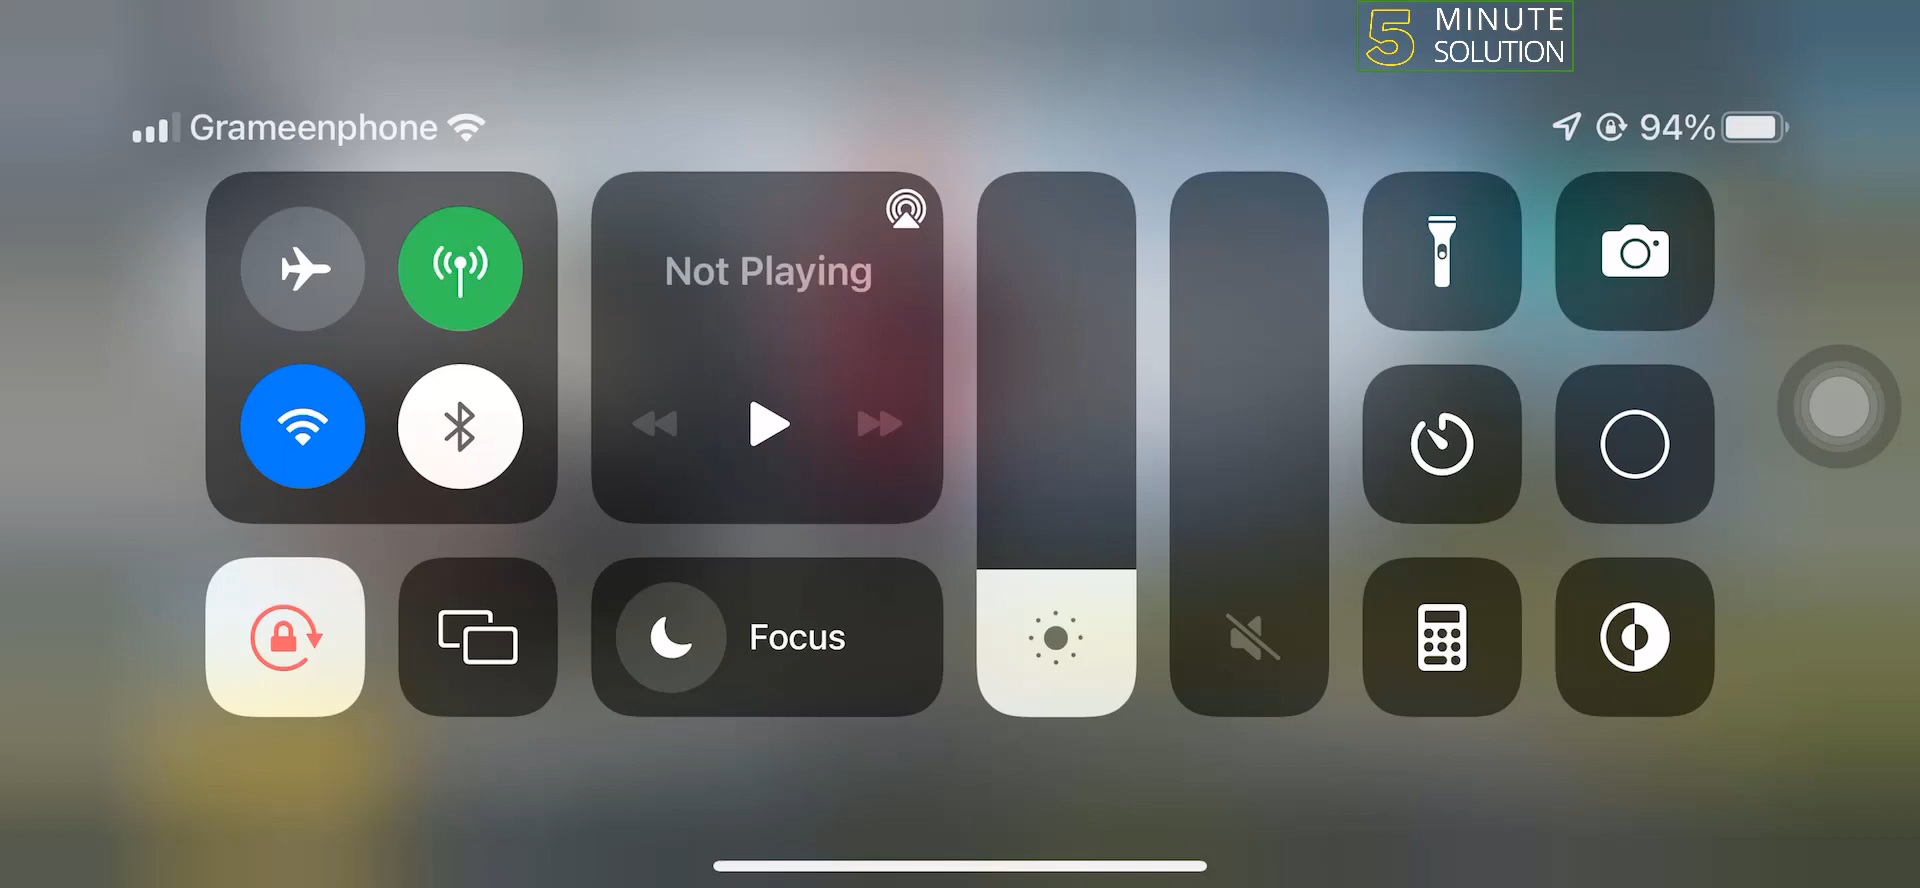 5 MINUTE
SOLUTION
Grameenphone
94%
Not Playing
Focus